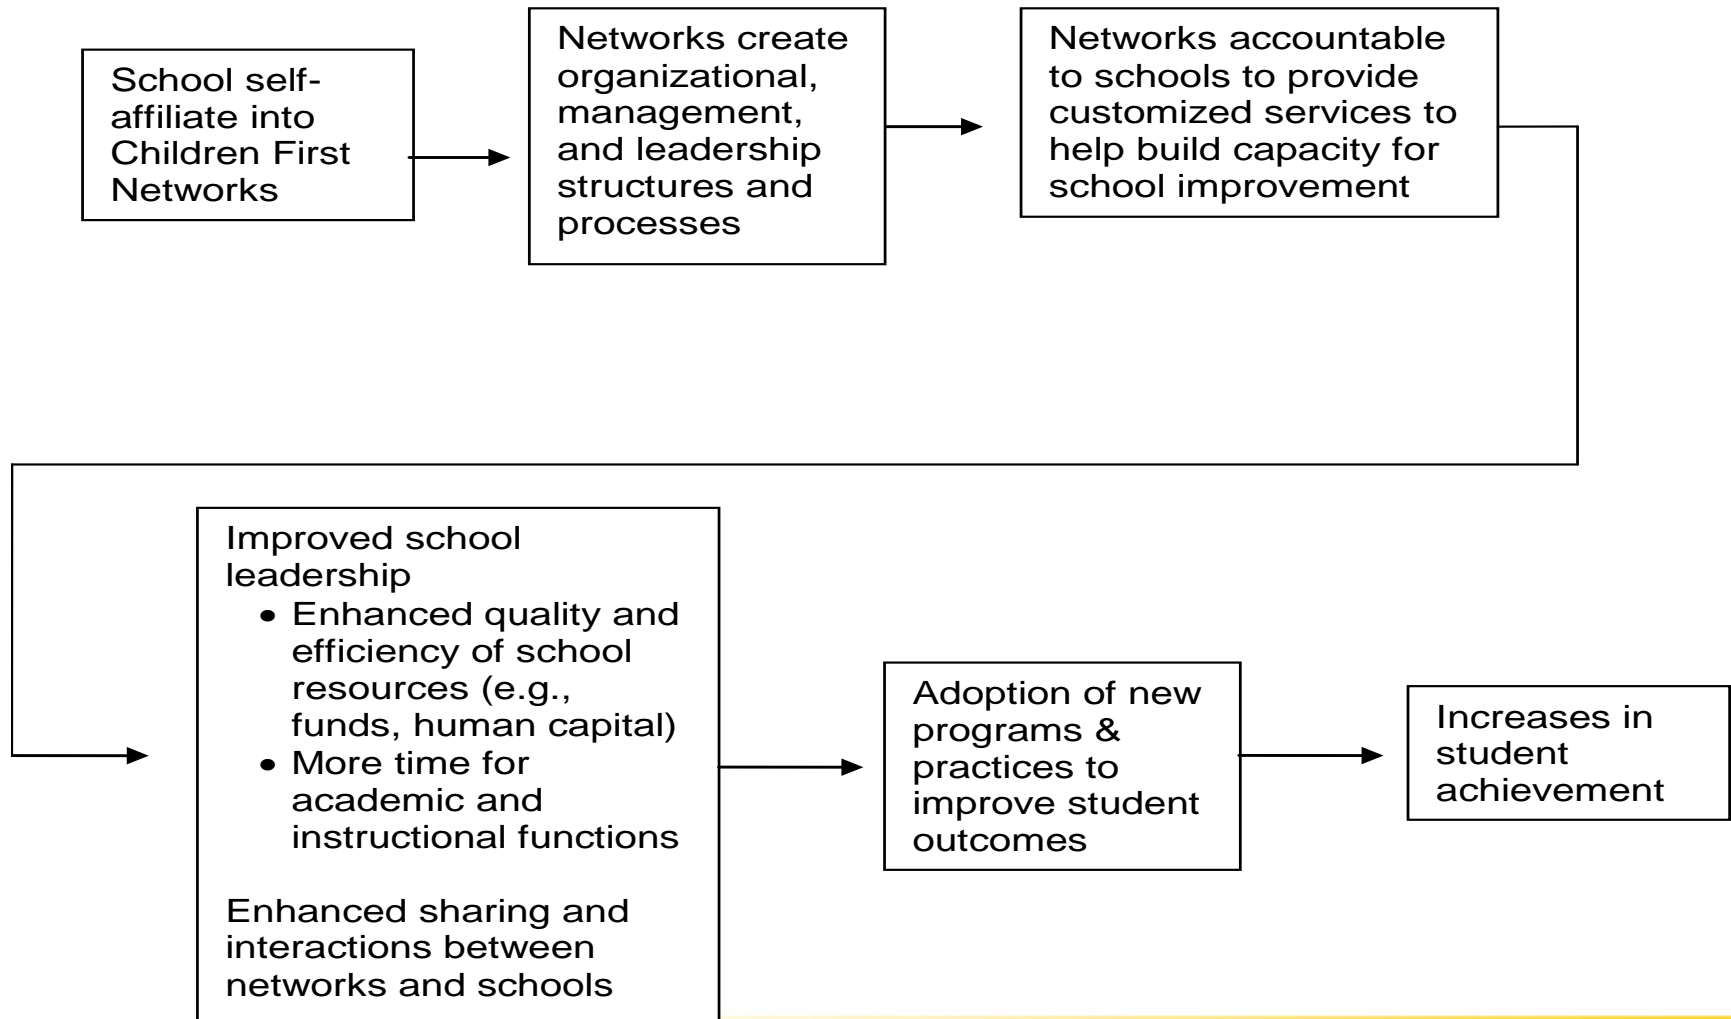 School self-
affiliate into
Children First
Networks
Networks create
organizational,
management,
and leadership
structures and
processes
Networks accountable
to schools to provide
customized services to
help build capacity for
school improvement
Improved school
leadership
• Enhanced quality and
efficiency of school
resources (e.g.,
funds, human capital)
• More time for
academic and
instructional functions
Enhanced sharing and
interactions between
networks and schools
Adoption of new
programs &
practices to
improve student
outcomes
Increases in
student
achievement